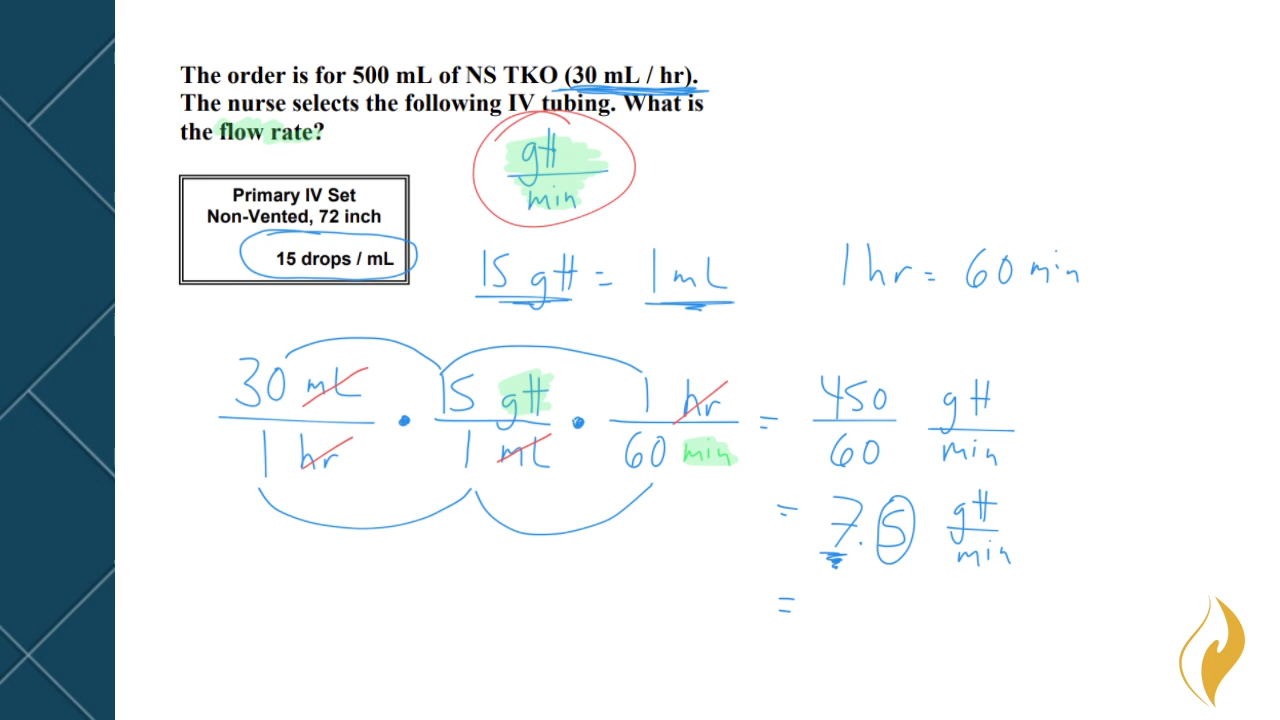 The order is for 500 mL of NS TKO (30 mL / hr).
The nurse selects the following IV tubing. What is
the flow rate?
gtt
min
Primary IV Set
Non-Vented, 72 inch
15 drops / mL
15 gtt = 1 mL
1 hr = 60 min
30 mL • 15 gtt • 1 hr = 450 gtt
1 hr 1 mL 60 min 60 min
= 7.5 gtt
min
=